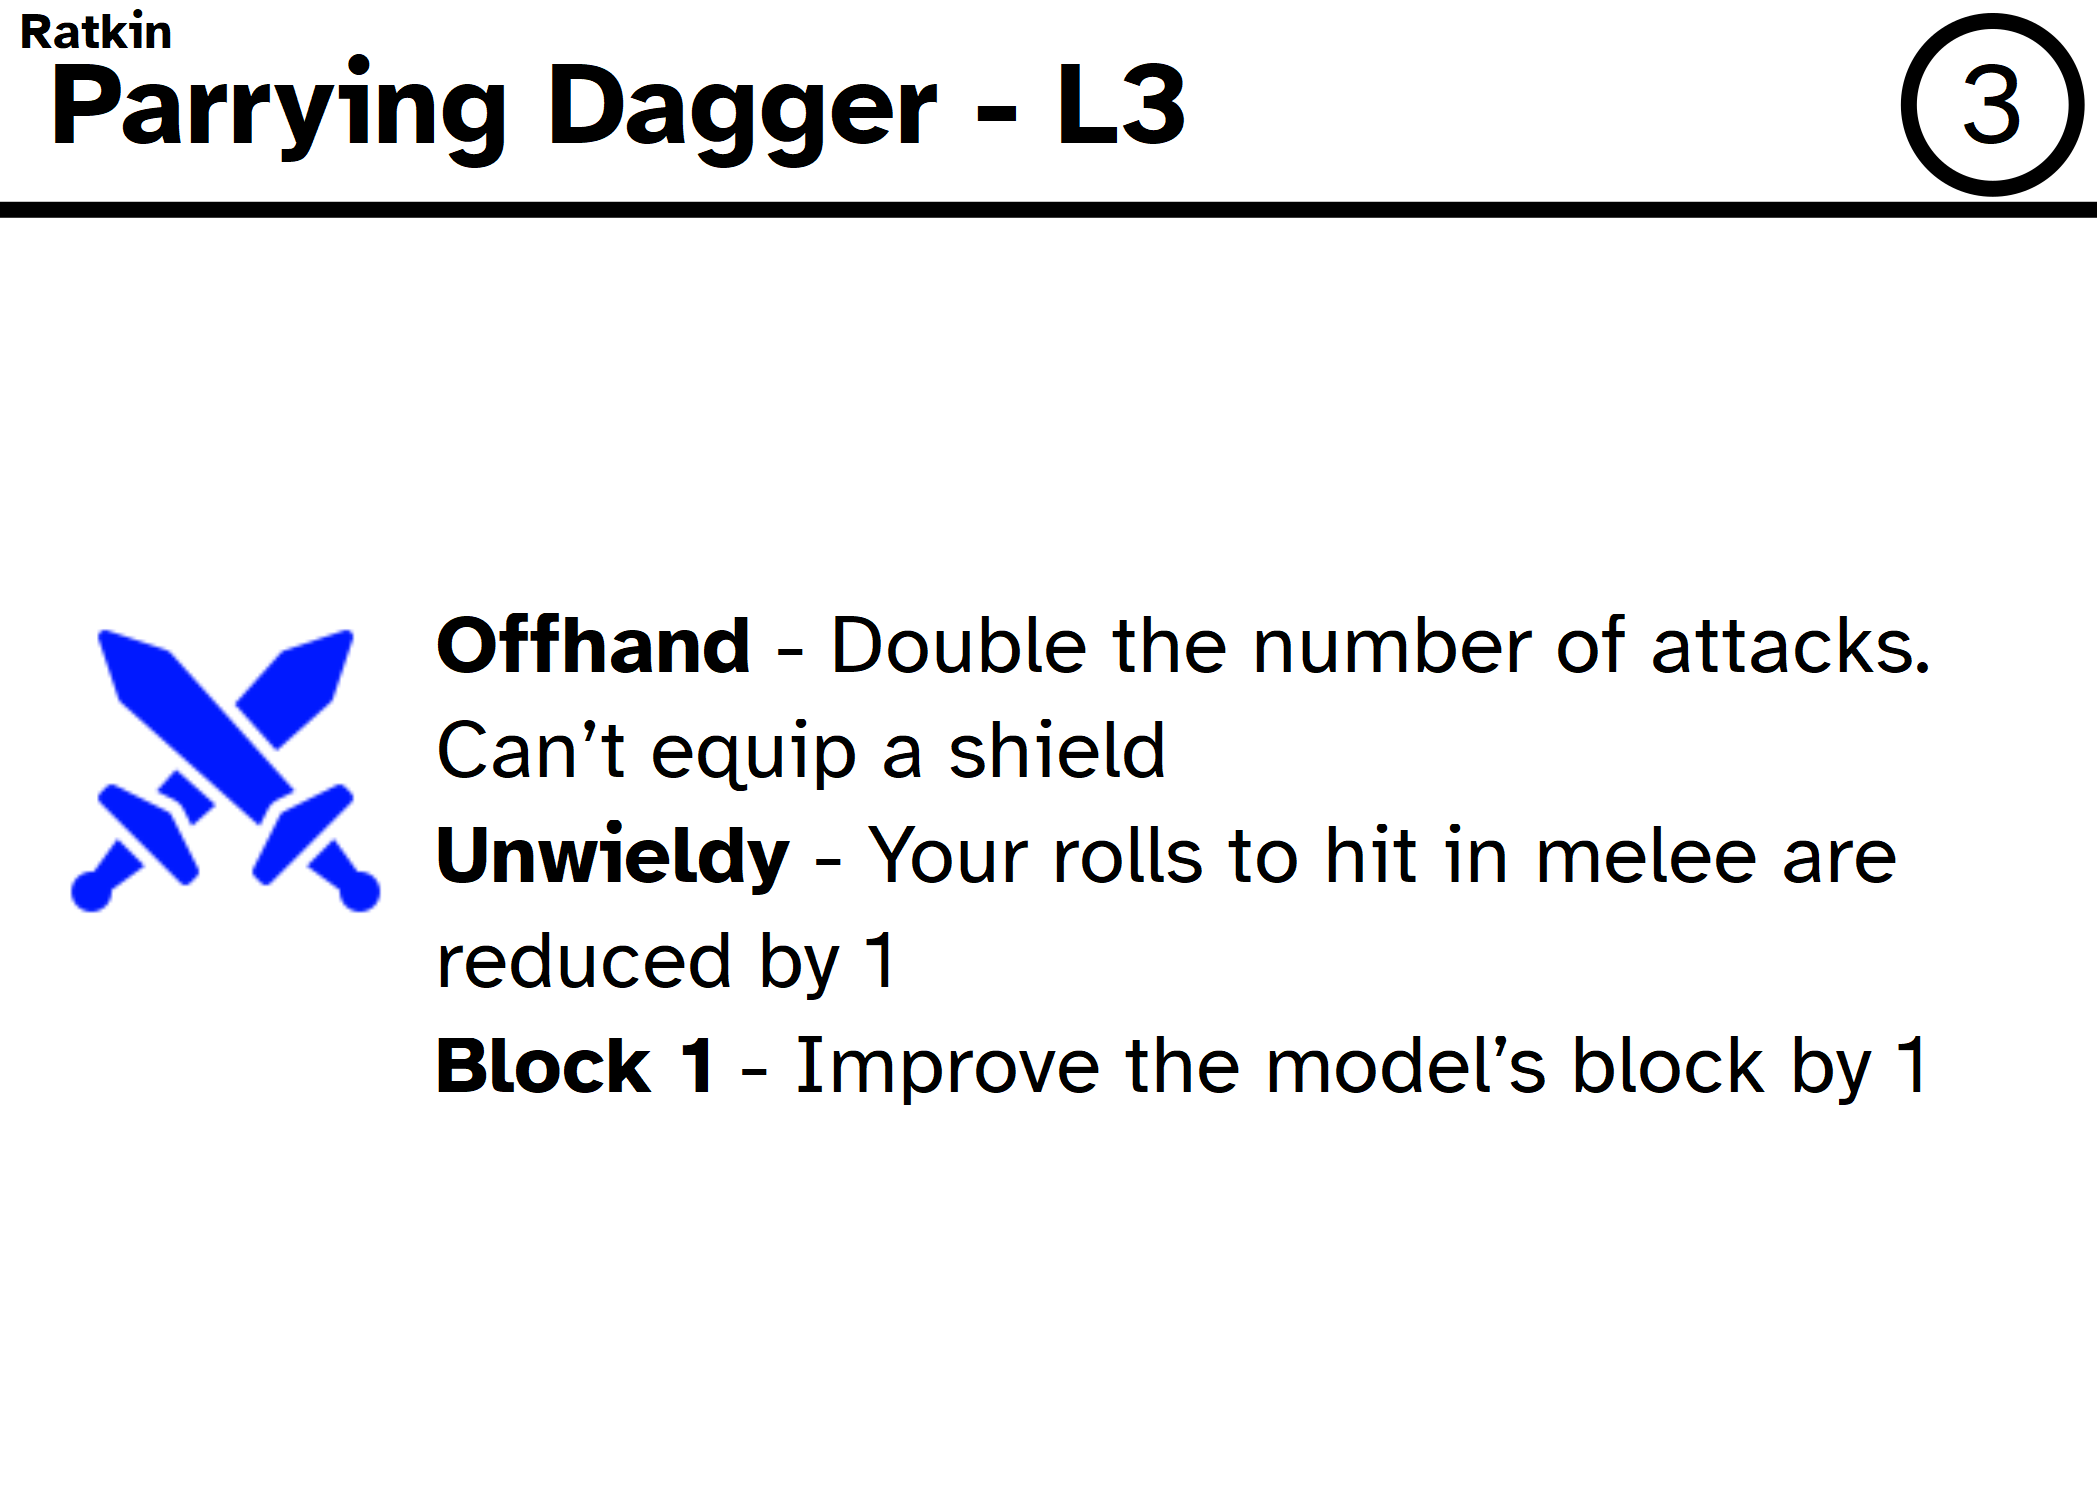 Ratkin
Parrying Dagger - L3
3
Offhand - Double the number of attacks.
Can’t equip a shield
Unwieldy - Your rolls to hit in melee are
reduced by 1
Block 1 - Improve the model’s block by 1